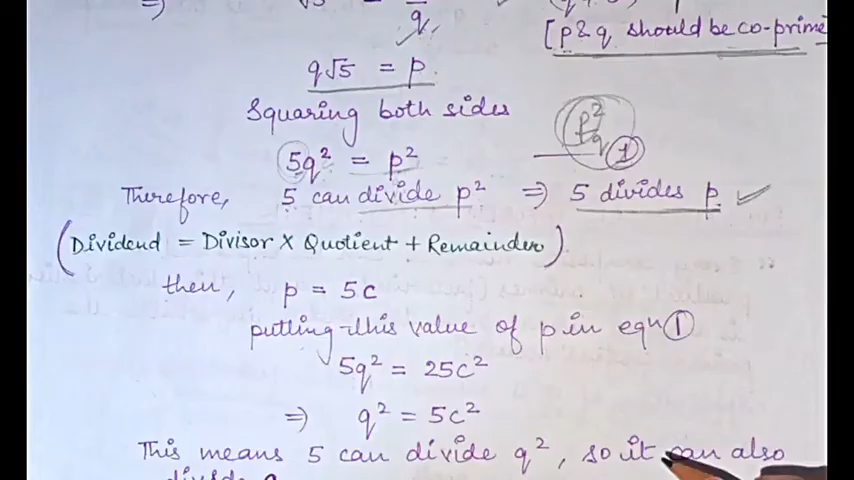 ⇒ √5 = p/q
[p & q should be co-prime]
q√5 = p
Squaring both sides
5q² = p² —— ①
Therefore, 5 can divide p² ⇒ 5 divides p. ✓
(Dividend = Divisor X Quotient + Remainder).
then, p = 5c
putting this value of p in eqn ①
5q² = 25c²
⇒ q² = 5c²
This means 5 can divide q², so it can also